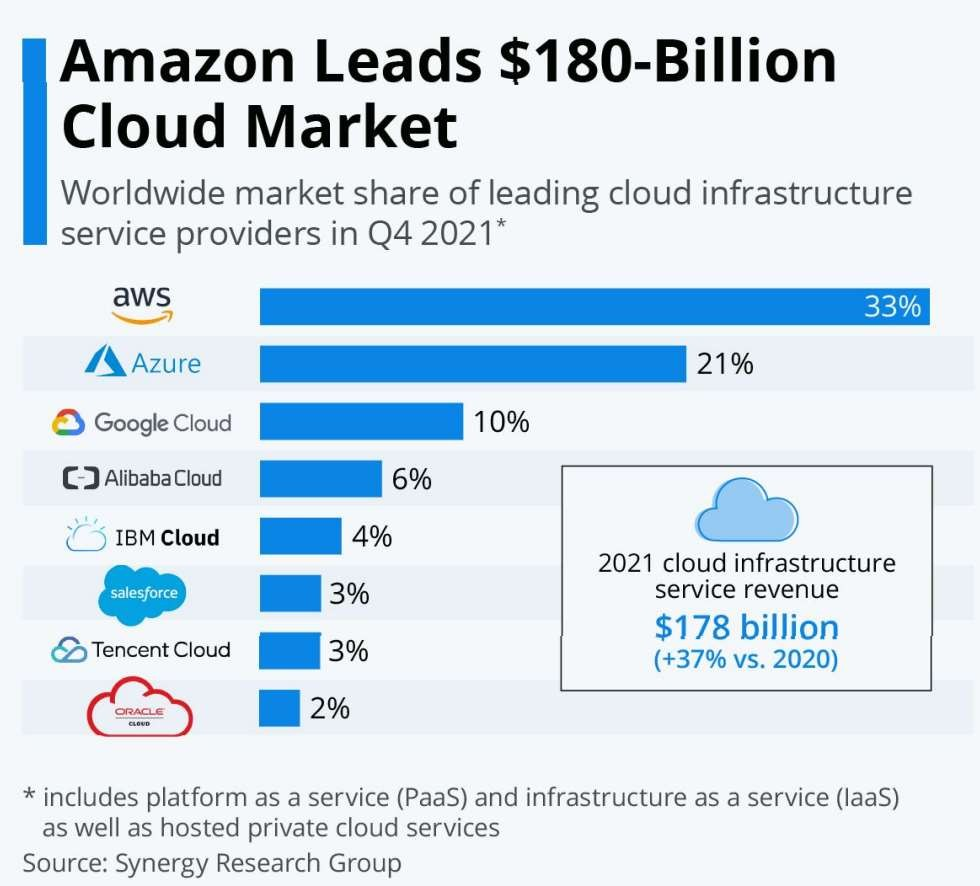 Amazon Leads $180-Billion
Cloud Market
Worldwide market share of leading cloud infrastructure
service providers in Q4 2021*
aws
33%
Azure
21%
Google Cloud
10%
Alibaba Cloud
6%
IBM Cloud
4%
salesforce
3%
Tencent Cloud
3%
ORACLE
CLOUD
2%
2021 cloud infrastructure
service revenue
$178 billion
(+37% vs. 2020)
* includes platform as a service (PaaS) and infrastructure as a service (IaaS)
as well as hosted private cloud services
Source: Synergy Research Group